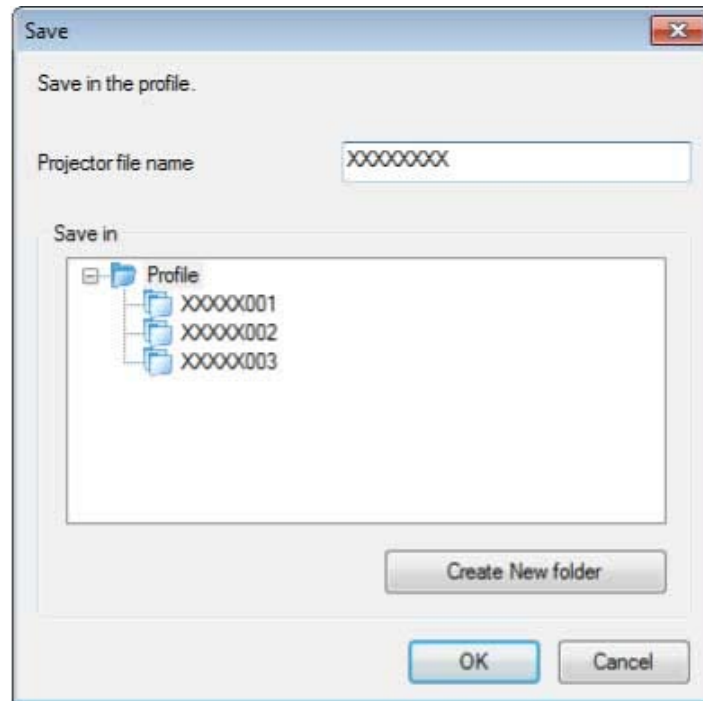 Save
Save in the profile.
Projector file name
XXXXXXXX
Save in
Profile
XXXXX001
XXXXX002
XXXXX003
Create New folder
OK
Cancel